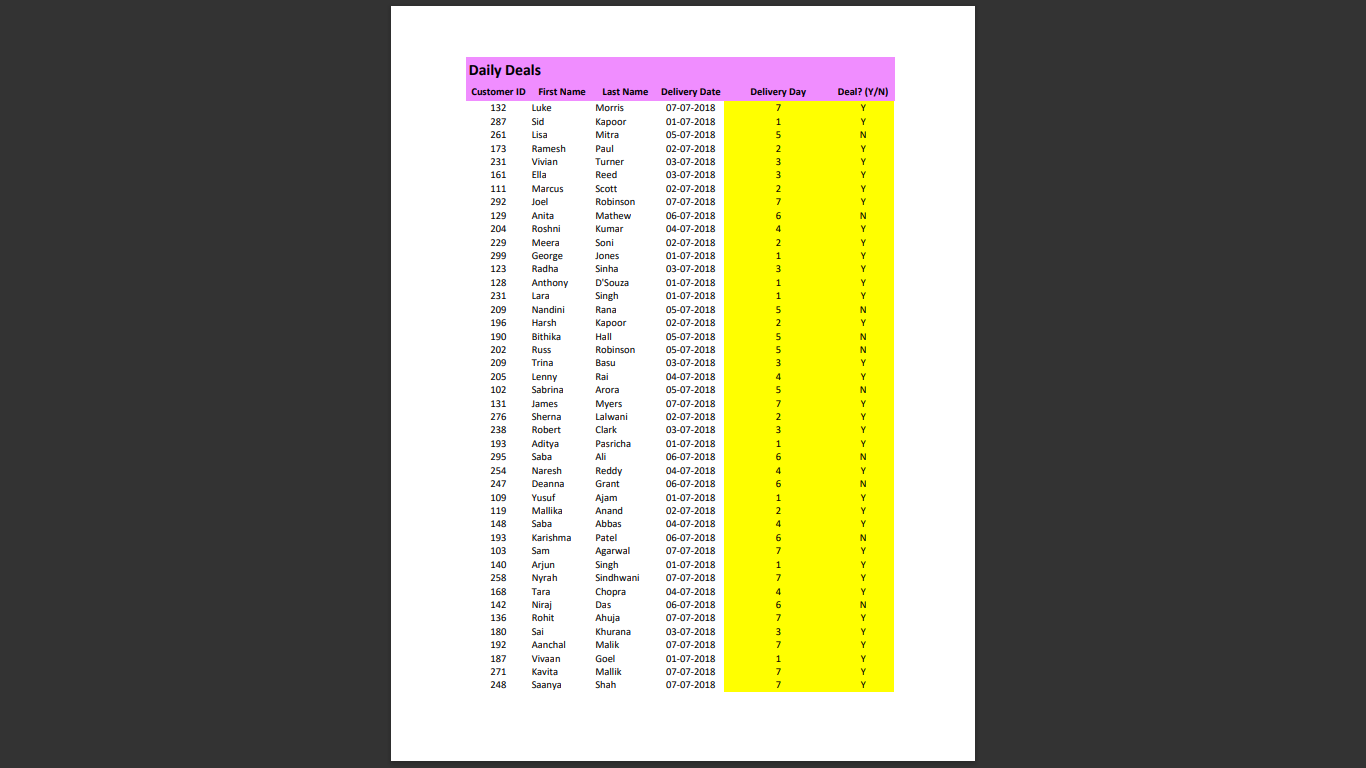 Daily Deals
Customer ID First Name Last Name Delivery Date Delivery Day Deal? (Y/N)
132 Luke Morris 07-07-2018 7 Y
287 Sid Kapoor 01-07-2018 1 Y
261 Lisa Mitra 05-07-2018 5 N
173 Ramesh Paul 02-07-2018 2 Y
231 Vivian Turner 03-07-2018 3 Y
161 Ella Reed 03-07-2018 3 Y
111 Marcus Scott 02-07-2018 2 Y
292 Joel Robinson 07-07-2018 7 Y
129 Anita Mathew 06-07-2018 6 N
204 Roshni Kumar 04-07-2018 4 Y
229 Meera Soni 02-07-2018 2 Y
299 George Jones 01-07-2018 1 Y
123 Radha Sinha 03-07-2018 3 Y
128 Anthony D'Souza 01-07-2018 1 Y
231 Lara Singh 01-07-2018 1 Y
209 Nandini Rana 05-07-2018 5 N
196 Harsh Kapoor 02-07-2018 2 Y
190 Bithika Hall 05-07-2018 5 N
202 Russ Robinson 05-07-2018 5 N
209 Trina Basu 03-07-2018 3 Y
205 Lenny Rai 04-07-2018 4 Y
102 Sabrina Arora 05-07-2018 5 N
131 James Myers 07-07-2018 7 Y
276 Sherna Lalwani 02-07-2018 2 Y
238 Robert Clark 03-07-2018 3 Y
193 Aditya Pasricha 01-07-2018 1 Y
295 Saba Ali 06-07-2018 6 N
254 Naresh Reddy 04-07-2018 4 Y
247 Deanna Grant 06-07-2018 6 N
109 Yusuf Ajam 01-07-2018 1 Y
119 Mallika Anand 02-07-2018 2 Y
148 Saba Abbas 04-07-2018 4 Y
193 Karishma Patel 06-07-2018 6 N
103 Sam Agarwal 07-07-2018 7 Y
140 Arjun Singh 01-07-2018 1 Y
258 Nyrah Sindhwani 07-07-2018 7 Y
168 Tara Chopra 04-07-2018 4 Y
142 Niraj Das 06-07-2018 6 N
136 Rohit Ahuja 07-07-2018 7 Y
180 Sai Khurana 03-07-2018 3 Y
192 Aanchal Malik 07-07-2018 7 Y
187 Vivaan Goel 01-07-2018 1 Y
271 Kavita Mallik 07-07-2018 7 Y
248 Saanya Shah 07-07-2018 7 Y